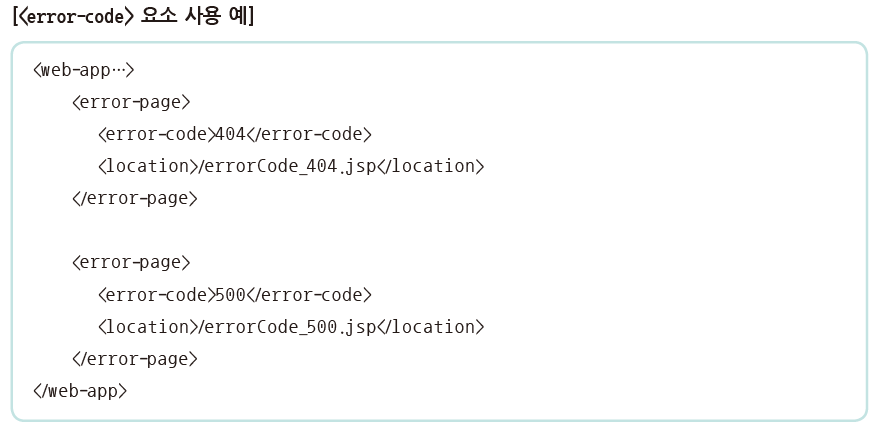 [<error-code> 요소 사용 예]
<web-app…>
<error-page>
<error-code>404</error-code>
<location>/errorCode_404.jsp</location>
</error-page>
<error-page>
<error-code>500</error-code>
<location>/errorCode_500.jsp</location>
</error-page>
</web-app>